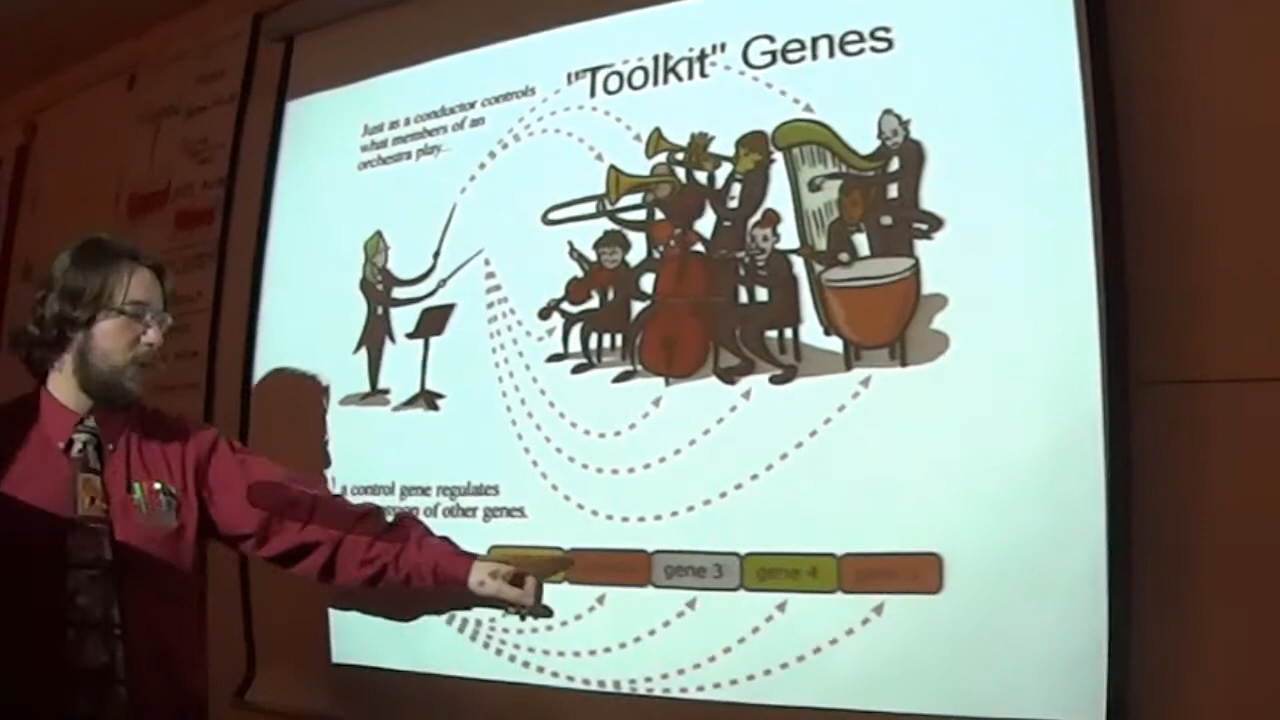 "Toolkit" Genes
Just as a conductor controls
what members of an
orchestra play...
a control gene regulates
of other genes.
gene 3
gene 4